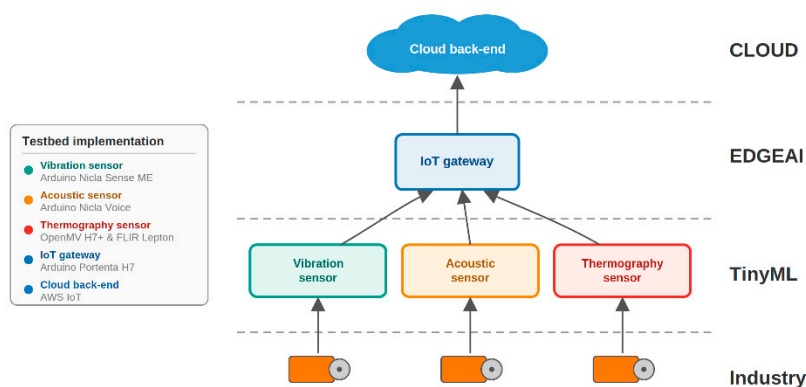 Cloud back-end
CLOUD
Testbed implementation
Vibration sensor
Arduino Nicla Sense ME
Acoustic sensor
Arduino Nicla Voice
Thermography sensor
OpenMV H7+ & FLIR Lepton
IoT gateway
Arduino Portenta H7
Cloud back-end
AWS IoT
IoT gateway
EDGEAI
Vibration
sensor
Acoustic
sensor
Thermography
sensor
TinyML
Industry